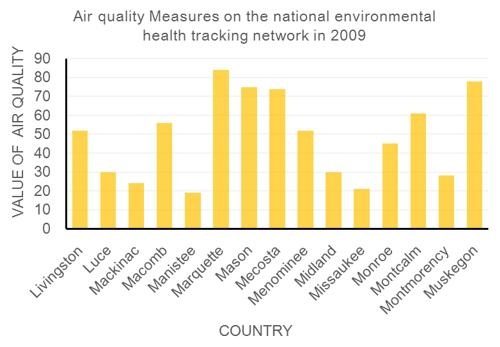 Air quality Measures on the national environmental
health tracking network in 2009
VALUE OF AIR QUALITY
90
80
70
60
50
40
30
20
10
0
Livingston
Luce
Mackinac
Macomb
Manistee
Marquette
Mason
Mecosta
Menominee
Midland
Missaukee
Monroe
Montcalm
Montmorency
Muskegon
COUNTRY